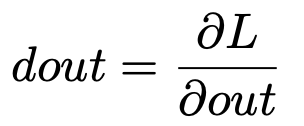 dout = ∂L / ∂out